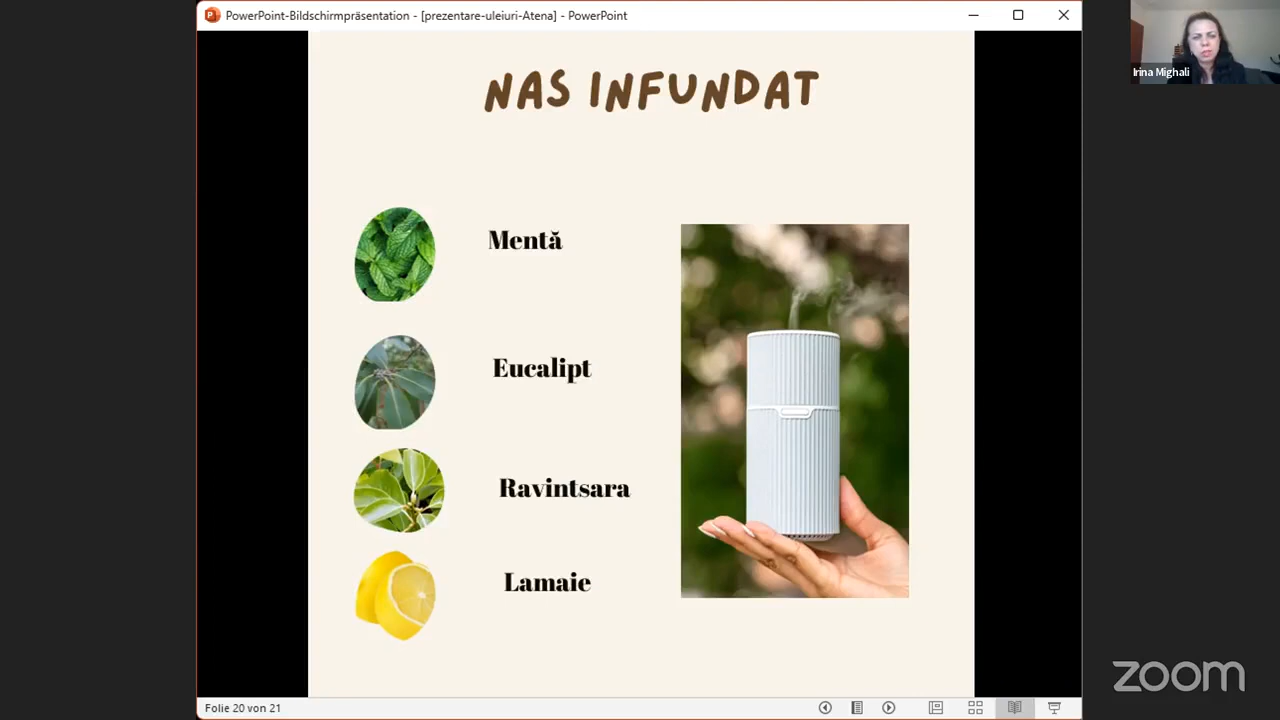 PowerPoint-Bildschirmpräsentation - [prezentare-uleiuri-Atena] - PowerPoint
Irina Mighali
NAS INFUNDAT
Mentă
Eucalipt
Ravintsara
Lamaie
Folie 20 von 21
zoom